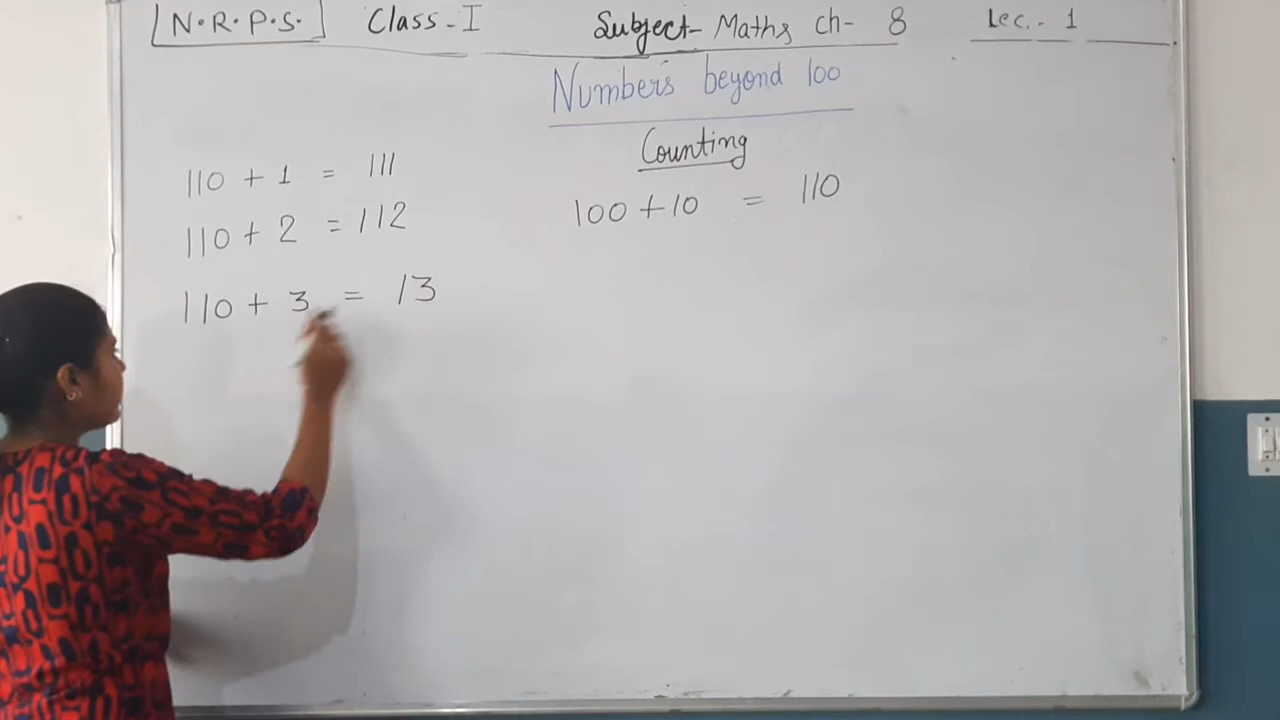 N.R.P.S. Class-I Subject- Maths ch- 8 Lec.- 1
Numbers beyond 100
Counting
100 + 10 = 110
110 + 1 = 111
110 + 2 = 112
110 + 3 = 13